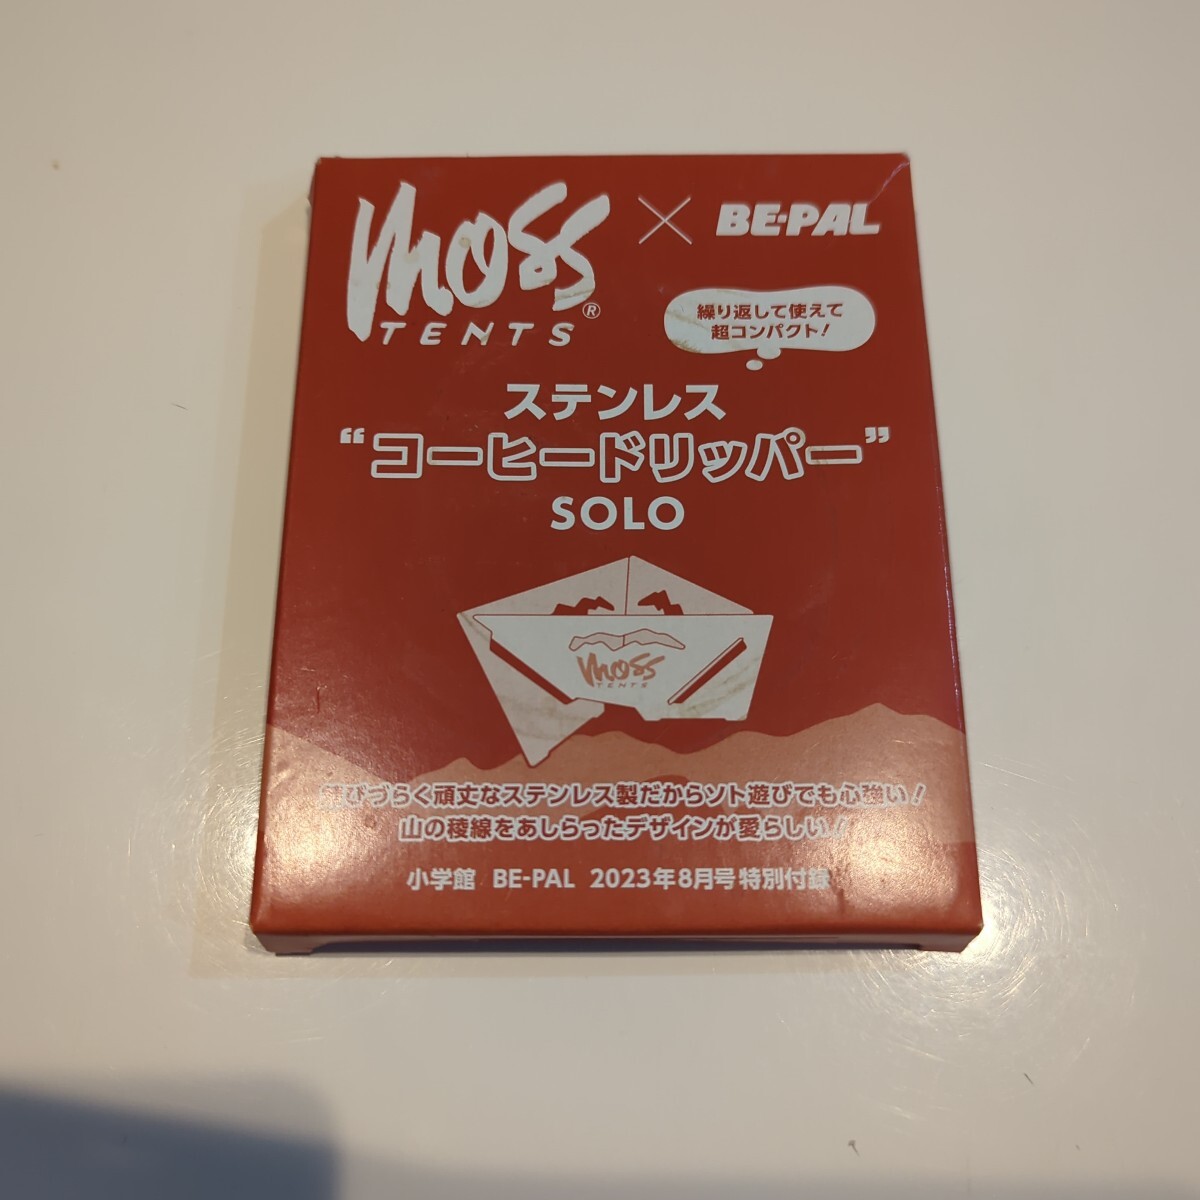 moss × BE-PAL
TENTS®
繰り返して使えて
超コンパクト!
ステンレス
“コーヒードリッパー”
SOLO
moss
TENTS
びづらく頑丈なステンレス製だからソト遊びでも心強い!
山の稜線をあしらったデザインが愛らしい!
小学館 BE-PAL 2023年8月号特別付録